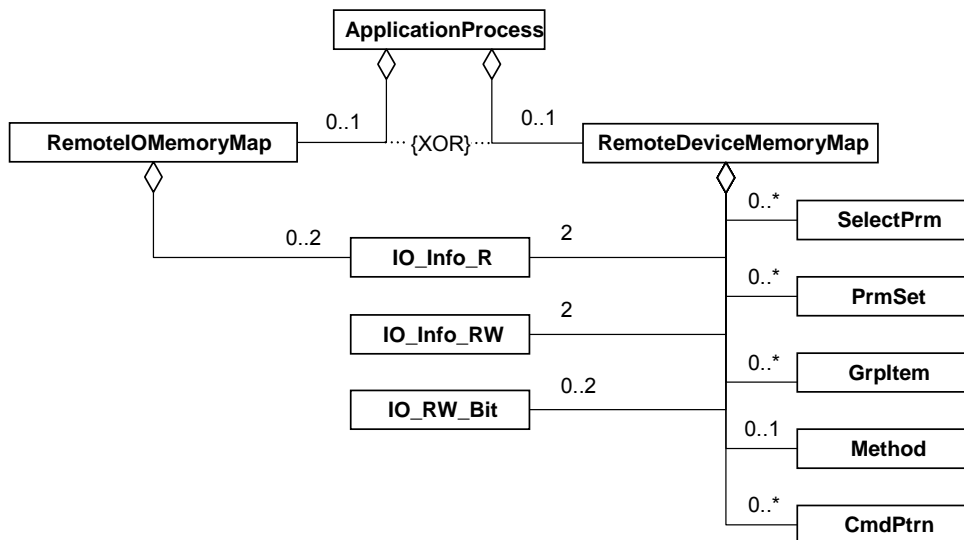 ApplicationProcess
0..1
0..1
RemoteIOMemoryMap
{XOR}
RemoteDeviceMemoryMap
0..*
SelectPrm
0..2
IO_Info_R
2
0..*
PrmSet
IO_Info_RW
2
0..*
GrpItem
IO_RW_Bit
0..2
0..1
Method
0..*
CmdPtrn